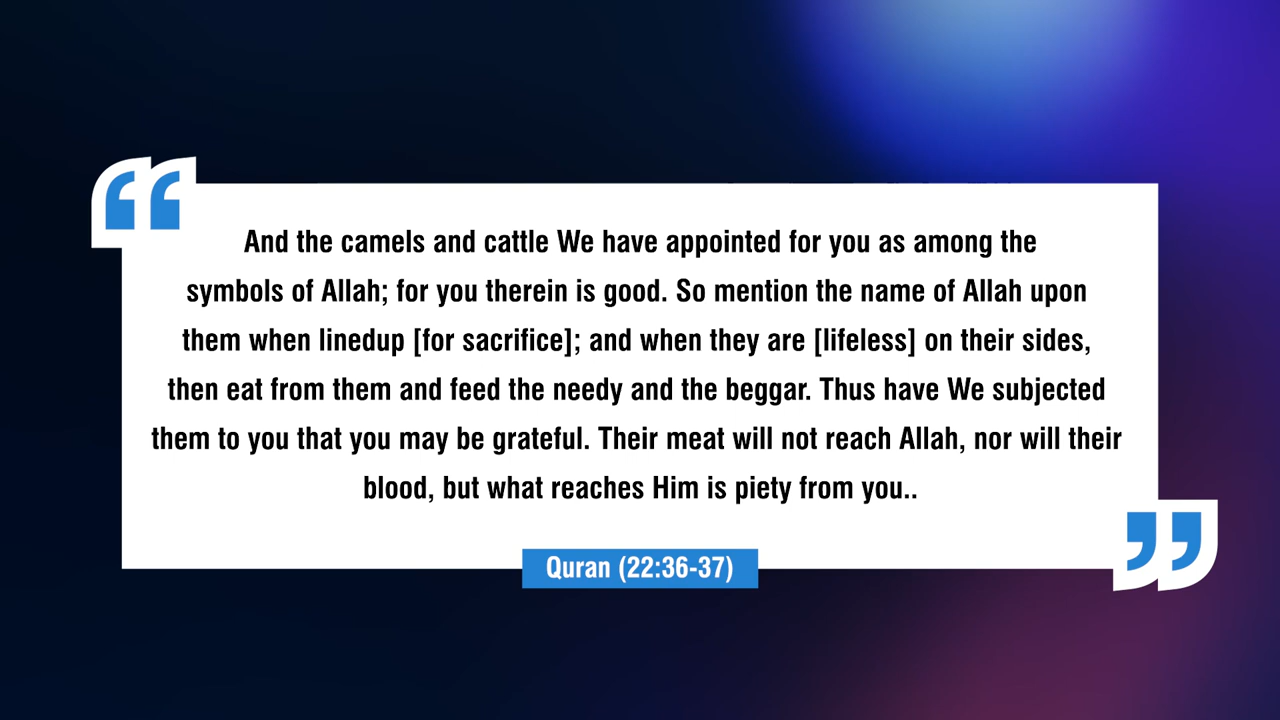 And the camels and cattle We have appointed for you as among the
symbols of Allah; for you therein is good. So mention the name of Allah upon
them when linedup [for sacrifice]; and when they are [lifeless] on their sides,
then eat from them and feed the needy and the beggar. Thus have We subjected
them to you that you may be grateful. Their meat will not reach Allah, nor will their
blood, but what reaches Him is piety from you..
Quran (22:36-37)